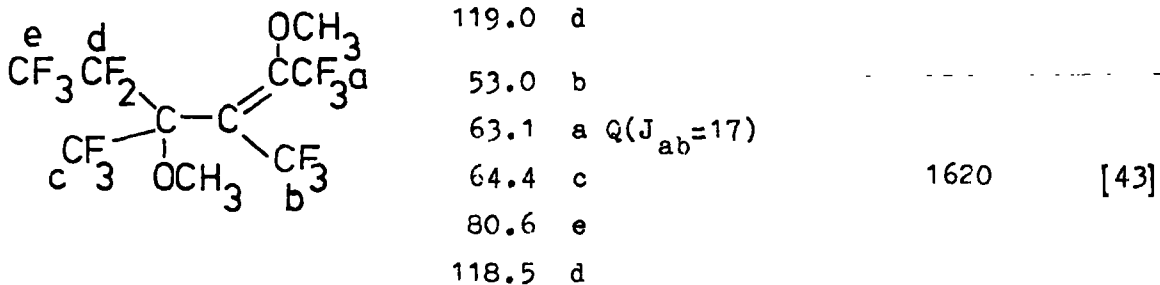 119.0 d
OCH3
e d
CF3CF2 CCF3a
53.0 b
C C
63.1 a Q(Jab=17)
CF3 CF3
c OCH3 b
64.4 c 1620 [43]
80.6 e
118.5 d